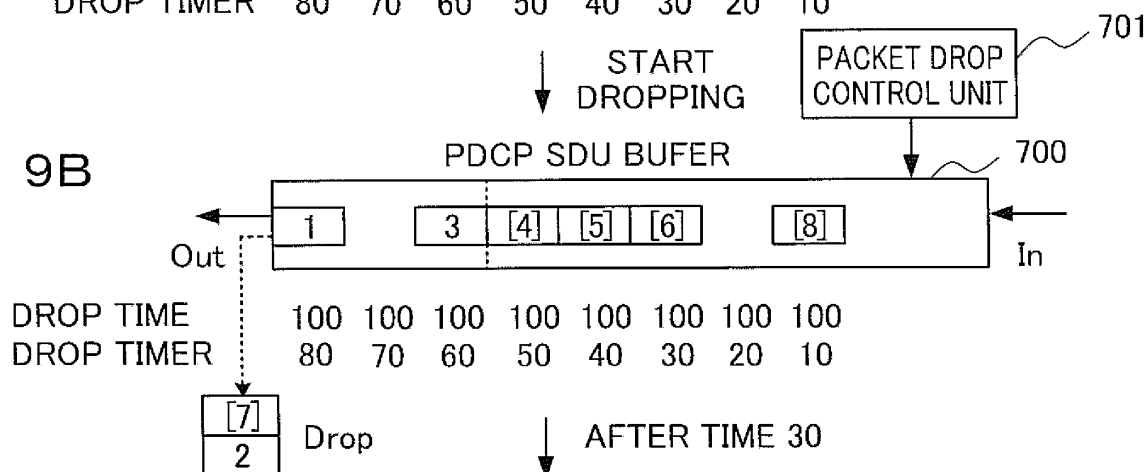 DROP TIMER 80 70 60 50 40 30 20 10
701
PACKET DROP
CONTROL UNIT
START
DROPPING
9B
PDCP SDU BUFER
700
1 3 [4] [5] [6] [8]
Out
In
DROP TIME 100 100 100 100 100 100 100 100
DROP TIMER 80 70 60 50 40 30 20 10
[7]
2
Drop
AFTER TIME 30